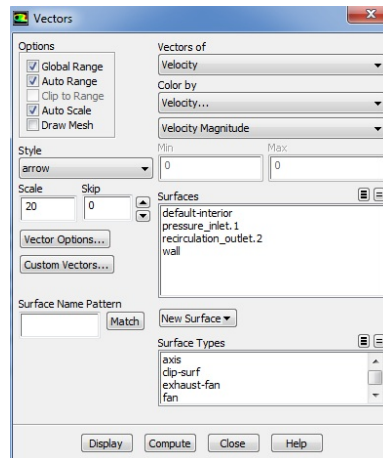 Vectors
Options
Global Range
Auto Range
Clip to Range
Auto Scale
Draw Mesh
Style
arrow
Scale
Skip
20
0
Vector Options...
Custom Vectors...
Surface Name Pattern
Match
Vectors of
Velocity
Color by
Velocity...
Velocity Magnitude
Min
Max
0
0
Surfaces
default-interior
pressure_inlet.1
recirculation_outlet.2
wall
New Surface
Surface Types
axis
clip-surf
exhaust-fan
fan
Display
Compute
Close
Help